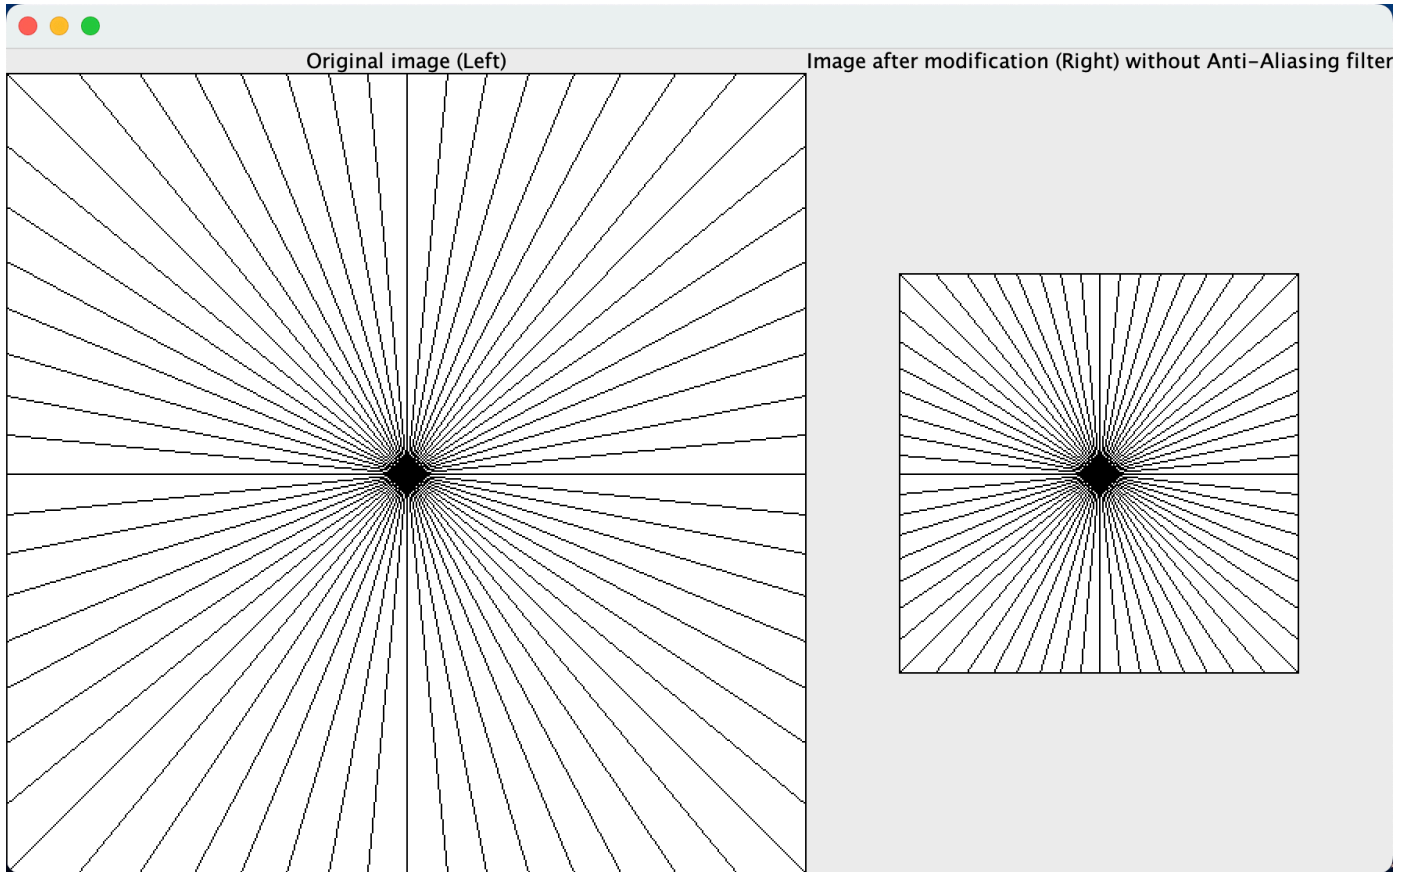 Original image (Left)
Image after modification (Right) without Anti-Aliasing filter